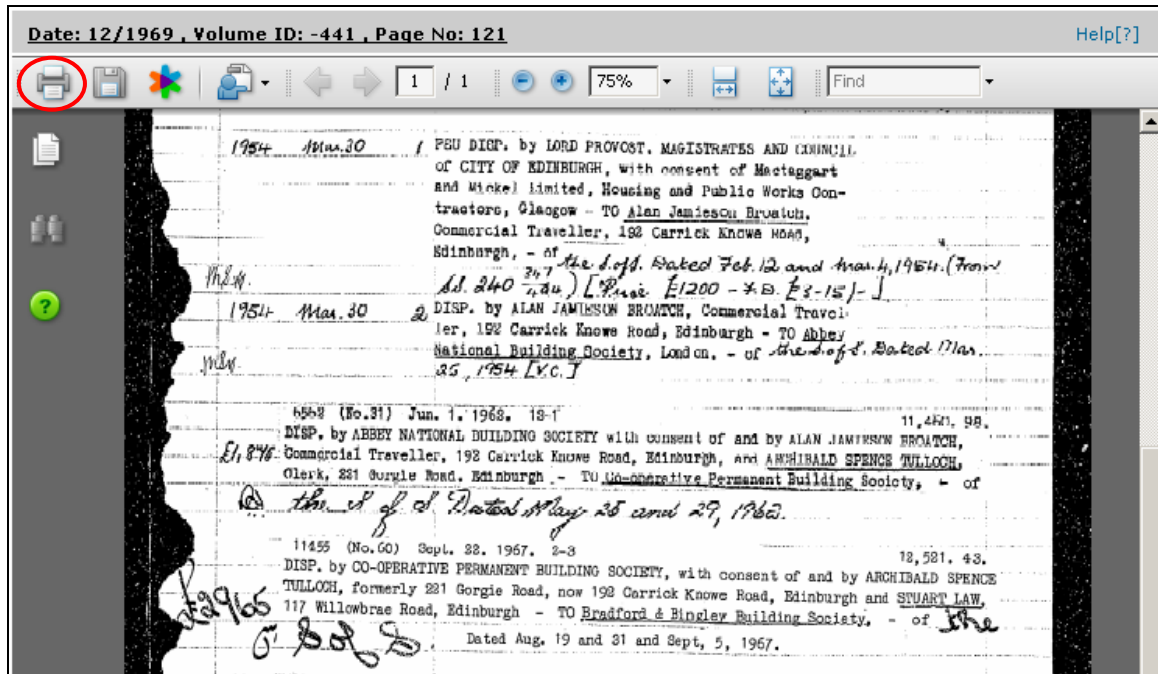 Date: 12/1969 , Volume ID: -441 , Page No: 121 Help[?]
1 / 1 75% Find
1954 Mar. 30 1 FEU DISP. by LORD PROVOST, MAGISTRATES AND COUNCIL
of CITY OF EDINBURGH, with consent of Mactaggart
and Mickel Limited, Housing and Public Works Con-
tractors, Glasgow - TO Alan Jamieson Broatch,
Commercial Traveller, 192 Carrick Knowe Road,
Edinburgh, - of the S. of S. Dated Feb. 12 and Mar. 4, 1954. (From
SS. 240 347) [Price £1200 - F.D. £3-15/-]
1954 Mar. 30 2 DISP. by ALAN JAMIESON BROATCH, Commercial Travel-
ler, 192 Carrick Knowe Road, Edinburgh - TO Abbey
National Building Society, London, - of the S. of S. Dated Mar.
25, 1954 [V.C.]
(No.31) Jun. 1. 1962. 11, 98.
DISP. by ABBEY NATIONAL BUILDING SOCIETY with consent of and by ALAN JAMIESON BROATCH,
£1,875 Commercial Traveller, 192 Carrick Knowe Road, Edinburgh, and ARCHIBALD SPENCE TULLOCH,
Clerk, 221 Gorgie Road, Edinburgh - TO Co-operative Permanent Building Society, - of
the S of S. Dated May 25 and 29, 1962.
11455 (No.60) Sept. 22. 1967. 2-3 12,521. 43.
DISP. by CO-OPERATIVE PERMANENT BUILDING SOCIETY, with consent of and by ARCHIBALD SPENCE
TULLOCH, formerly 221 Gorgie Road, now 192 Carrick Knowe Road, Edinburgh and STUART LAW,
£2965 117 Willowbrae Road, Edinburgh - TO Bradford & Bingley Building Society, - of the
S of S. Dated Aug. 19 and 31 and Sept, 5, 1967.